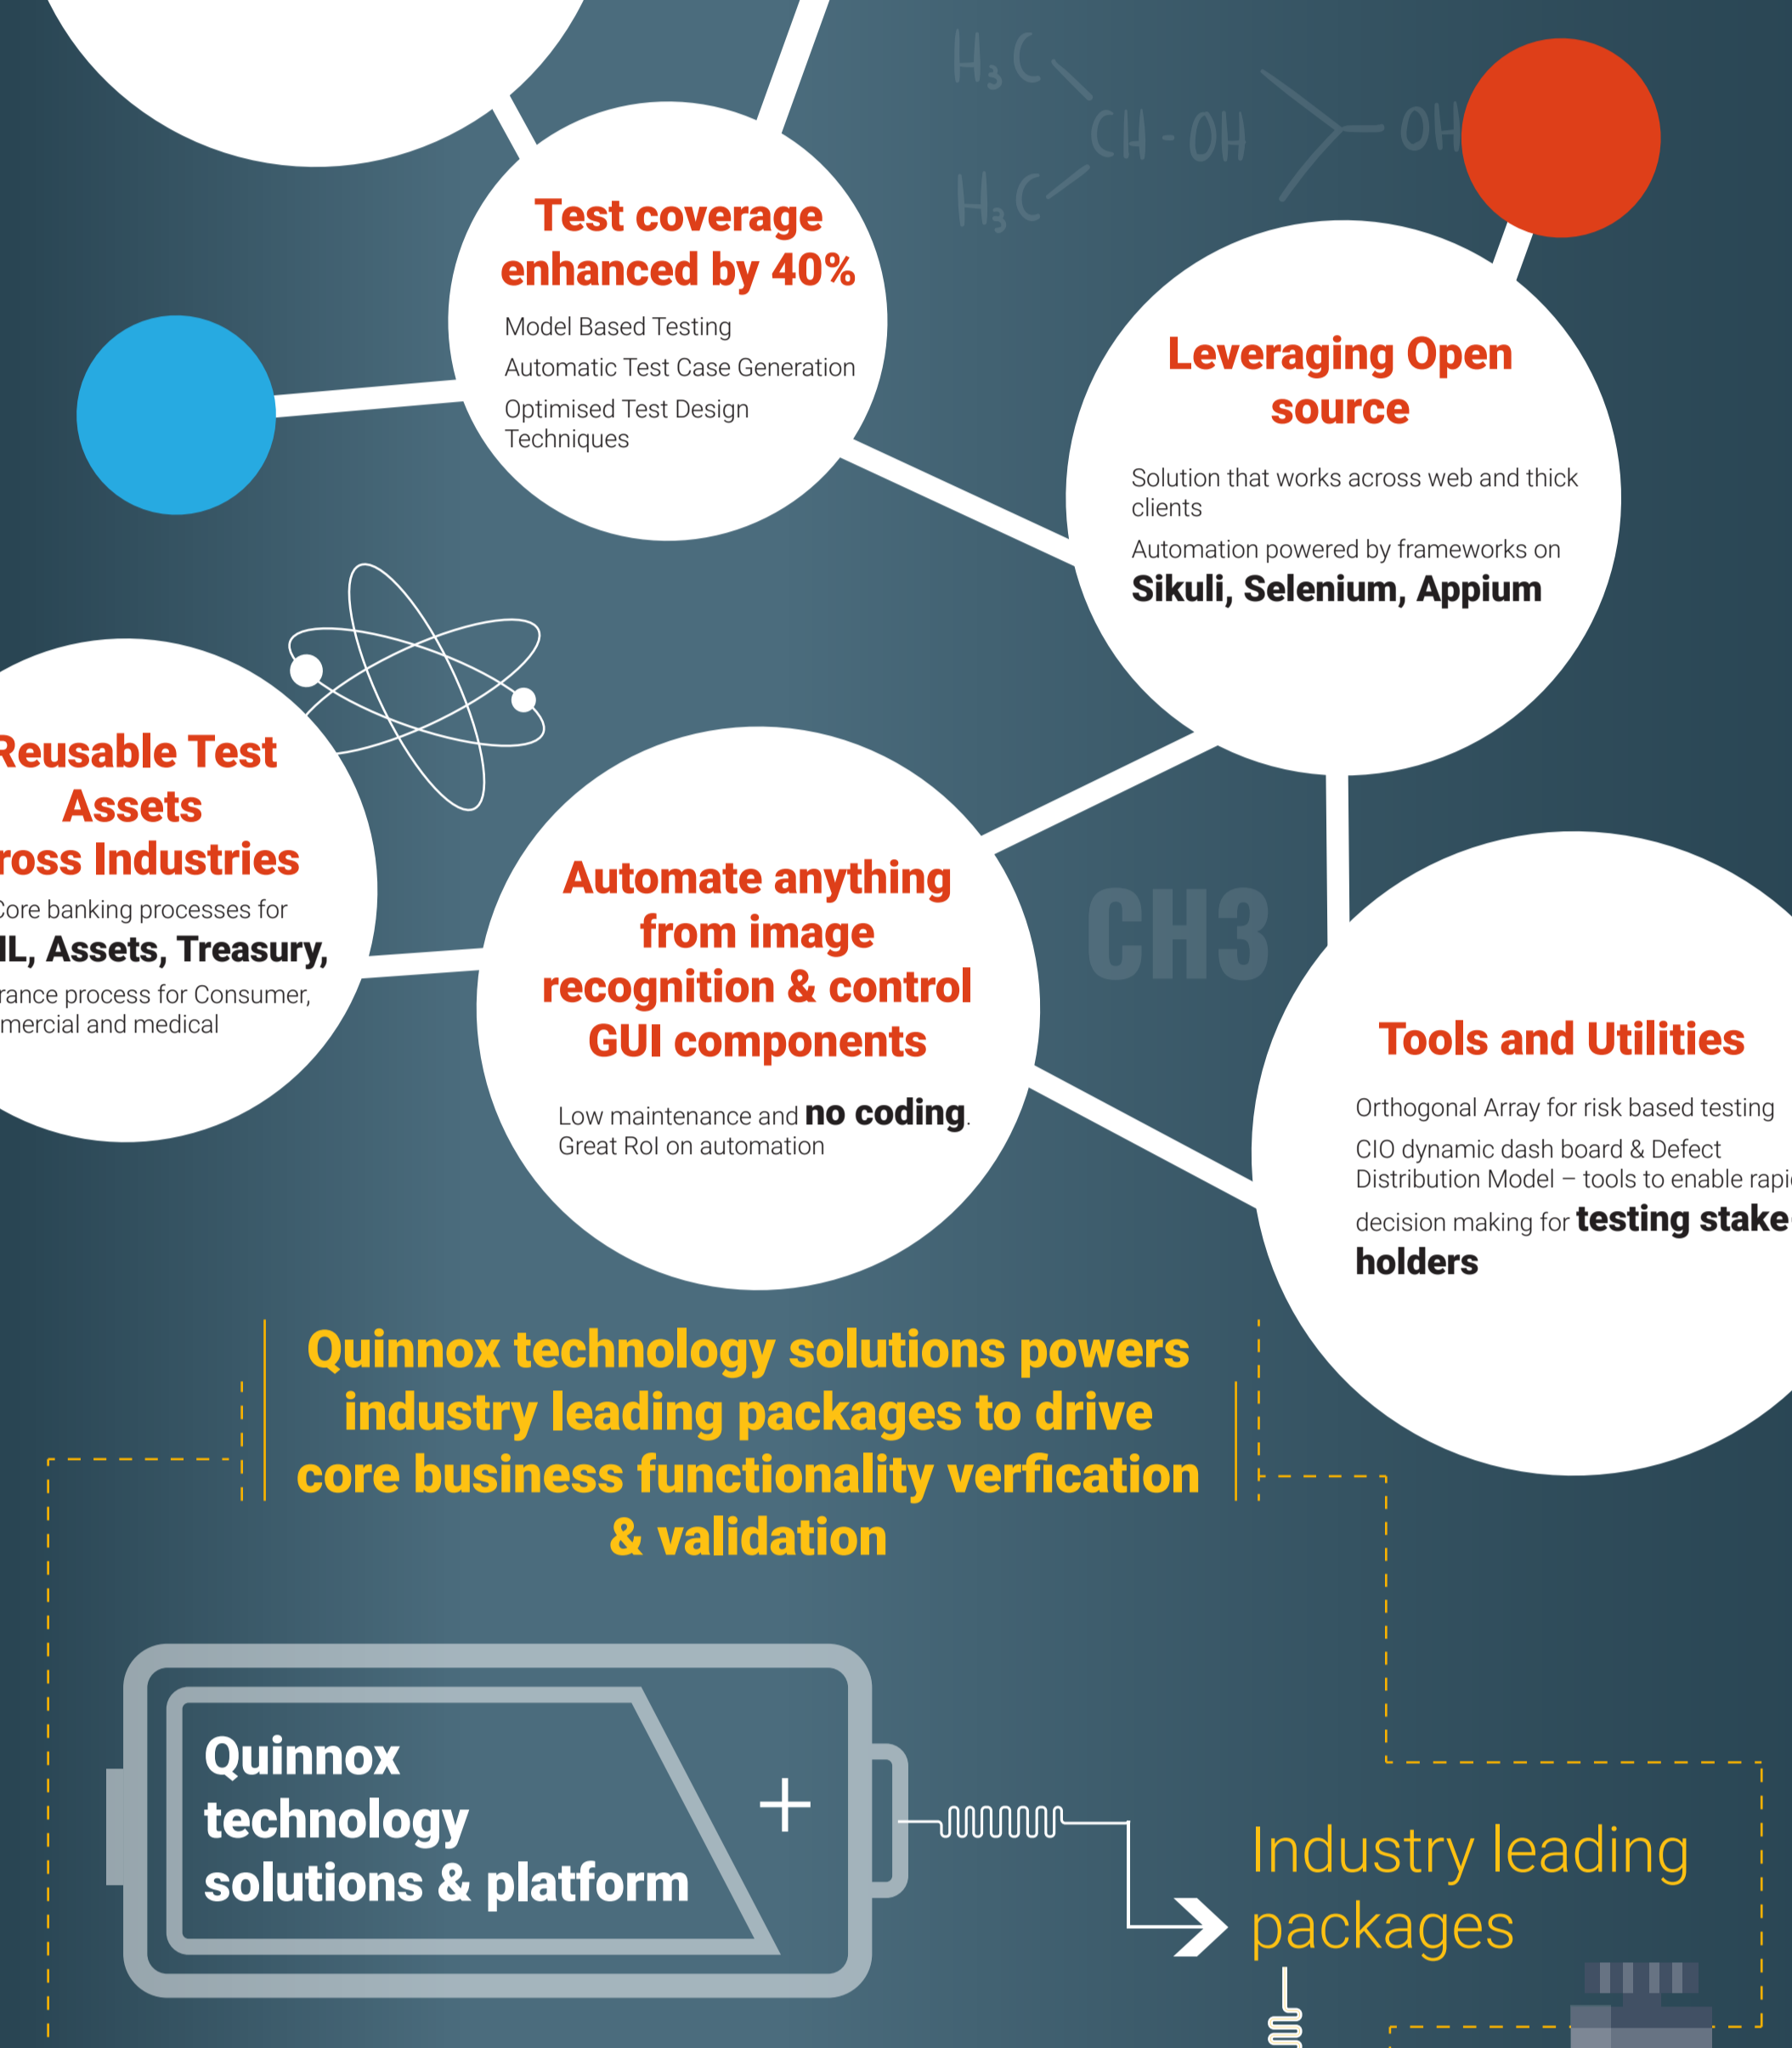 H3C
CH-OH
OH
H3C
Test coverage
enhanced by 40%
Model Based Testing
Automatic Test Case Generation
Optimised Test Design
Techniques
Leveraging Open
source
Solution that works across web and thick
clients
Automation powered by frameworks on
Sikuli, Selenium, Appium
Reusable Test
Assets
Industries
Core banking processes for
Assets, Treasury,
process for Consumer,
and medical
Automate anything
from image
recognition & control
GUI components
Low maintenance and no coding.
Great RoI on automation
CH3
Tools and Utilities
Orthogonal Array for risk based testing
CIO dynamic dash board & Defect
Distribution Model – tools to enable
decision making for testing stake
holders
Quinnox technology solutions powers
industry leading packages to drive
core business functionality verfication
& validation
Quinnox
technology
solutions & platform
+
Industry leading
packages